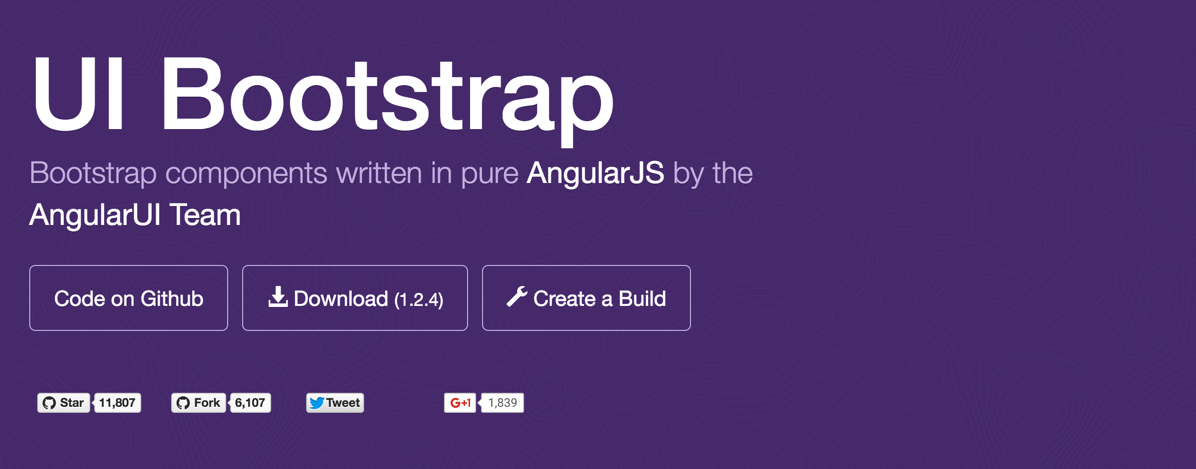 UI Bootstrap
Bootstrap components written in pure AngularJS by the
AngularUI Team
Code on Github Download (1.2.4) Create a Build
Star 11,807 Fork 6,107 Tweet G+1 1,839